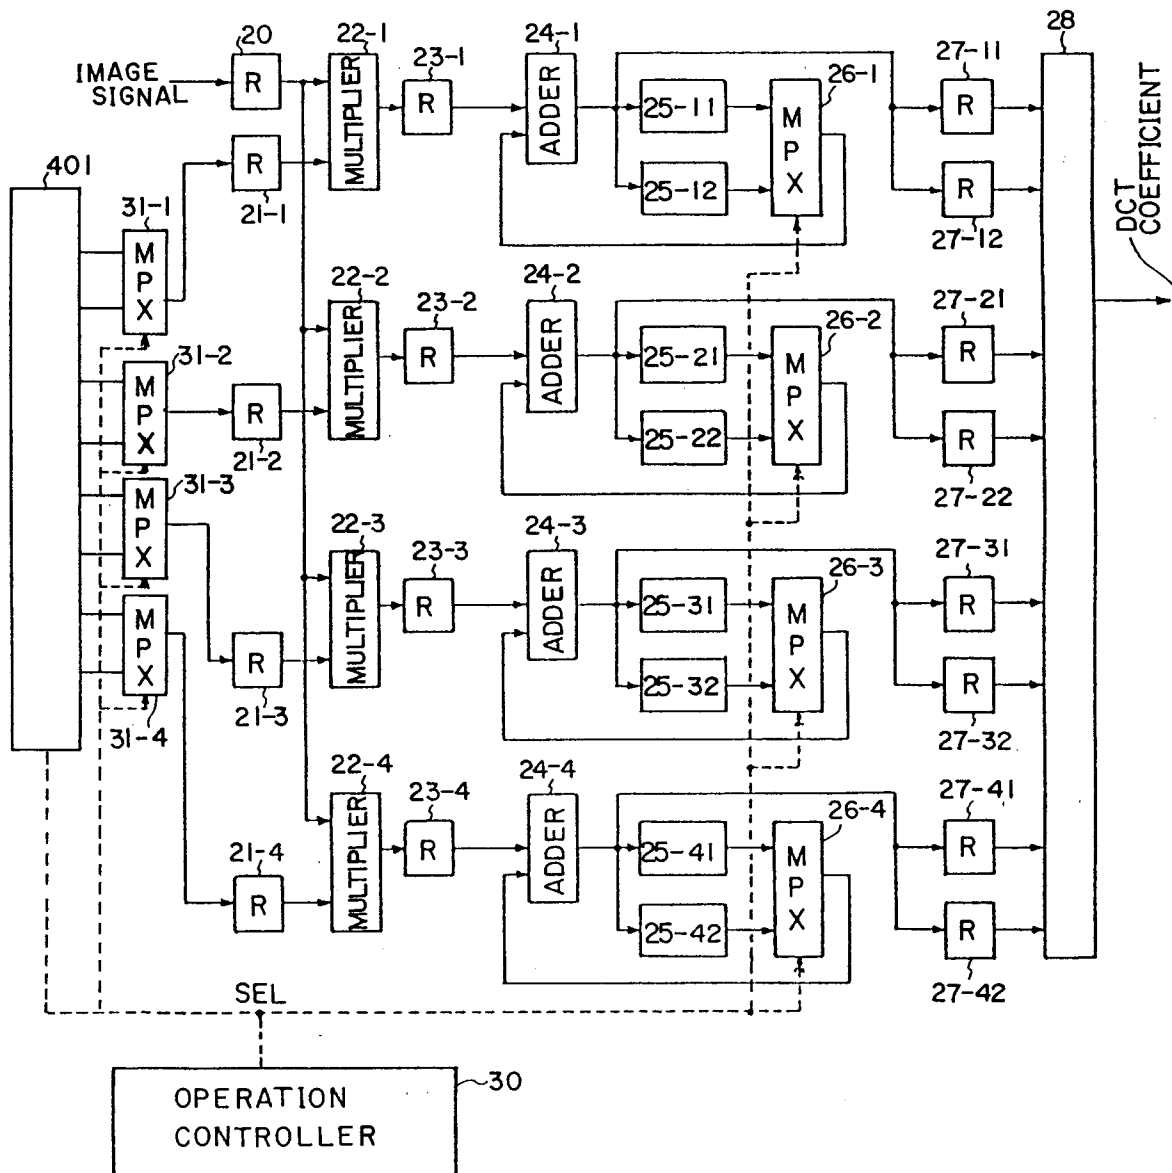 IMAGE
SIGNAL
20
R
22-1
MULTIPLIER
23-1
R
24-1
ADDER
25-11
25-12
26-1
MPX
27-11
R
R
27-12
28
DCT
COEFFICIENT
401
31-1
MPX
R
21-1
31-2
MPX
R
21-2
22-2
MULTIPLIER
23-2
R
24-2
ADDER
25-21
25-22
26-2
MPX
27-21
R
R
27-22
31-3
MPX
R
21-3
22-3
MULTIPLIER
23-3
R
24-3
ADDER
25-31
25-32
26-3
MPX
27-31
R
R
27-32
MPX
31-4
21-4
R
22-4
MULTIPLIER
23-4
R
24-4
ADDER
25-41
25-42
26-4
MPX
27-41
R
R
27-42
SEL
OPERATION
CONTROLLER
30